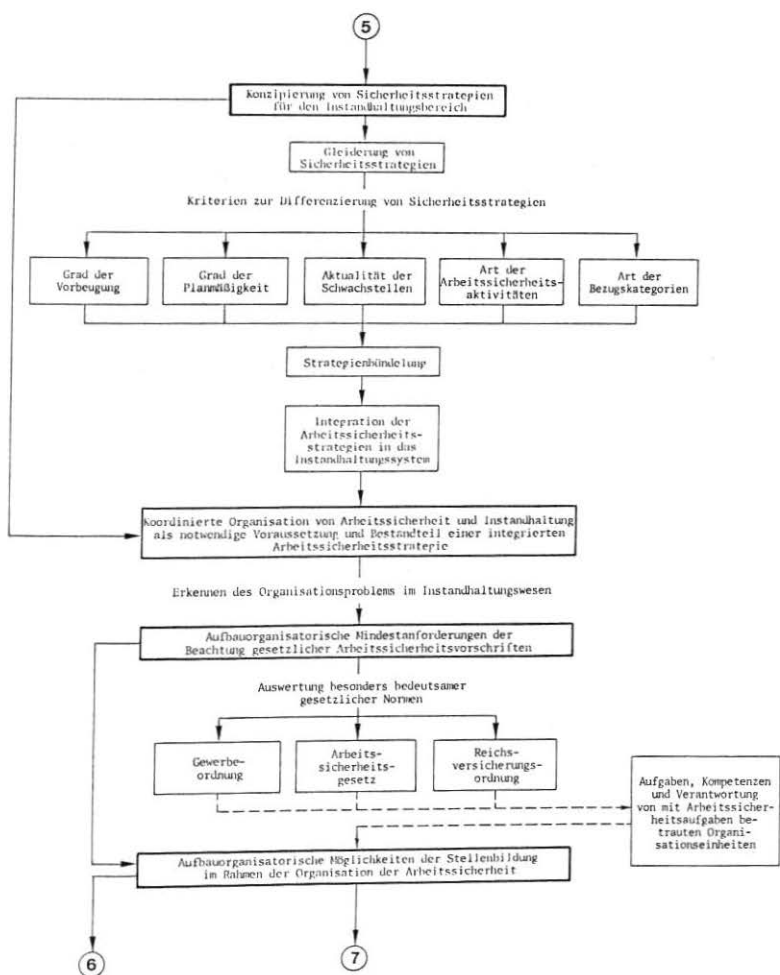 5
Konzipierung von Sicherheitsstrategien
für den Instandhaltungsbereich
Gleiderung von
Sicherheitsstrategien
Kriterien zur Differenzierung von Sicherheitsstrategien
Grad der
Vorbeugung
Grad der
Planmäßigkeit
Aktualität der
Schwachstellen
Art der
Arbeitssicherheits-
aktivitäten
Art der
Bezugskategorien
Strategienbündelung
Integration der
Arbeitssicherheits-
strategien in das
Instandhaltungssystem
Koordinierte Organisation von Arbeitssicherheit und Instandhaltung
als notwendige Voraussetzung und Bestandteil einer integrierten
Arbeitssicherheitsstrategie
Erkennen des Organisationsproblems im Instandhaltungswesen
Aufbauorganisatorische Mindestanforderungen der
Beachtung gesetzlicher Arbeitssicherheitsvorschriften
Auswertung besonders bedeutsamer
gesetzlicher Normen
Gewerbe-
ordnung
Arbeits-
sicherheits-
gesetz
Reichs-
versicherungs-
ordnung
Aufgaben, Kompetenzen
und Verantwortung
von mit Arbeitssicher-
heitsaufgaben be-
trauten Organi-
sationseinheiten
Aufbauorganisatorische Möglichkeiten der Stellenbildung
im Rahmen der Organisation der Arbeitssicherheit
6
7